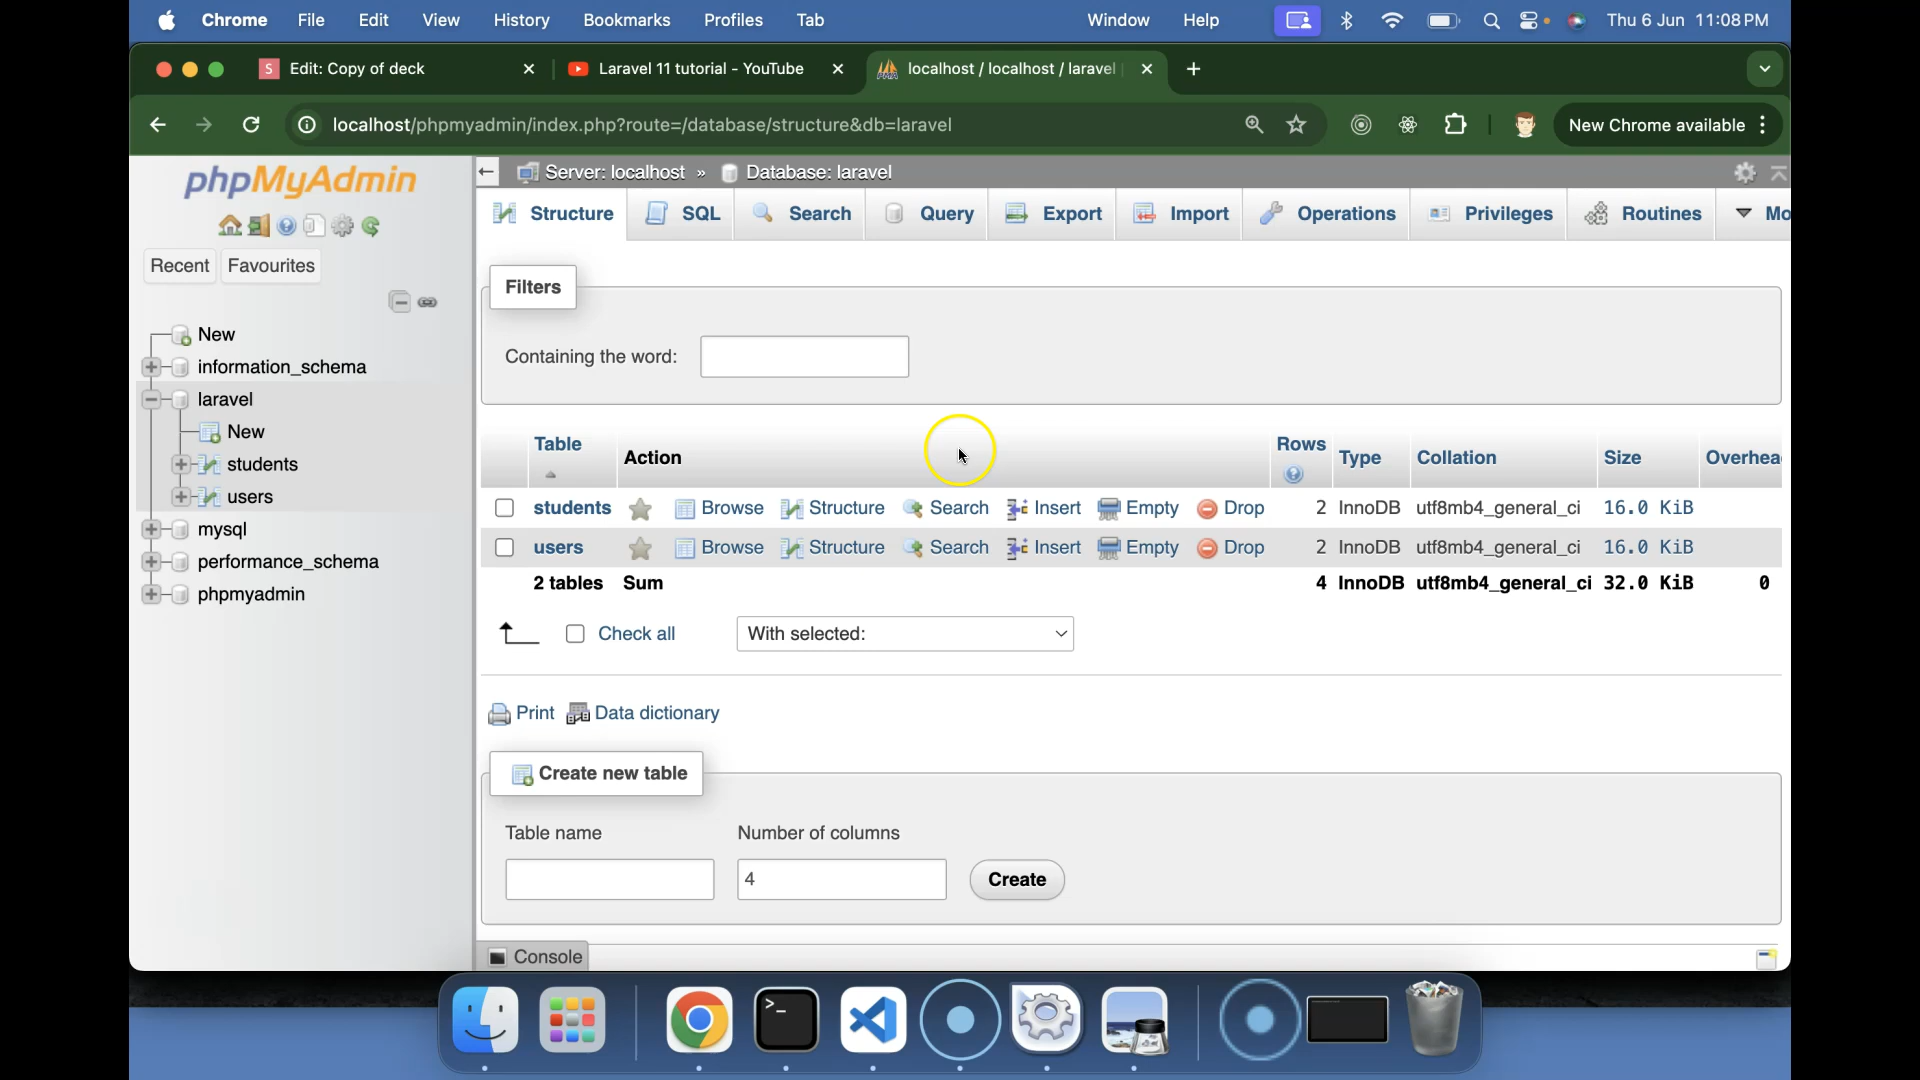 Chrome File Edit View History Bookmarks Profiles Tab Window Help Thu 6 Jun 11:08 PM
S Edit: Copy of deck Laravel 11 tutorial - YouTube localhost / localhost / laravel
localhost/phpmyadmin/index.php?route=/database/structure&db=laravel New Chrome available
phpMyAdmin
Recent Favourites
New
information_schema
laravel
New
students
users
mysql
performance_schema
phpmyadmin
Server: localhost » Database: laravel
Structure SQL Search Query Export Import Operations Privileges Routines Mo
Filters
Containing the word:
Table Action Rows Type Collation Size Overhea
students Browse Structure Search Insert Empty Drop 2 InnoDB utf8mb4_general_ci 16.0 KiB
users Browse Structure Search Insert Empty Drop 2 InnoDB utf8mb4_general_ci 16.0 KiB
2 tables Sum 4 InnoDB utf8mb4_general_ci 32.0 KiB 0
Check all With selected:
Print Data dictionary
Create new table
Table name Number of columns
4 Create
Console